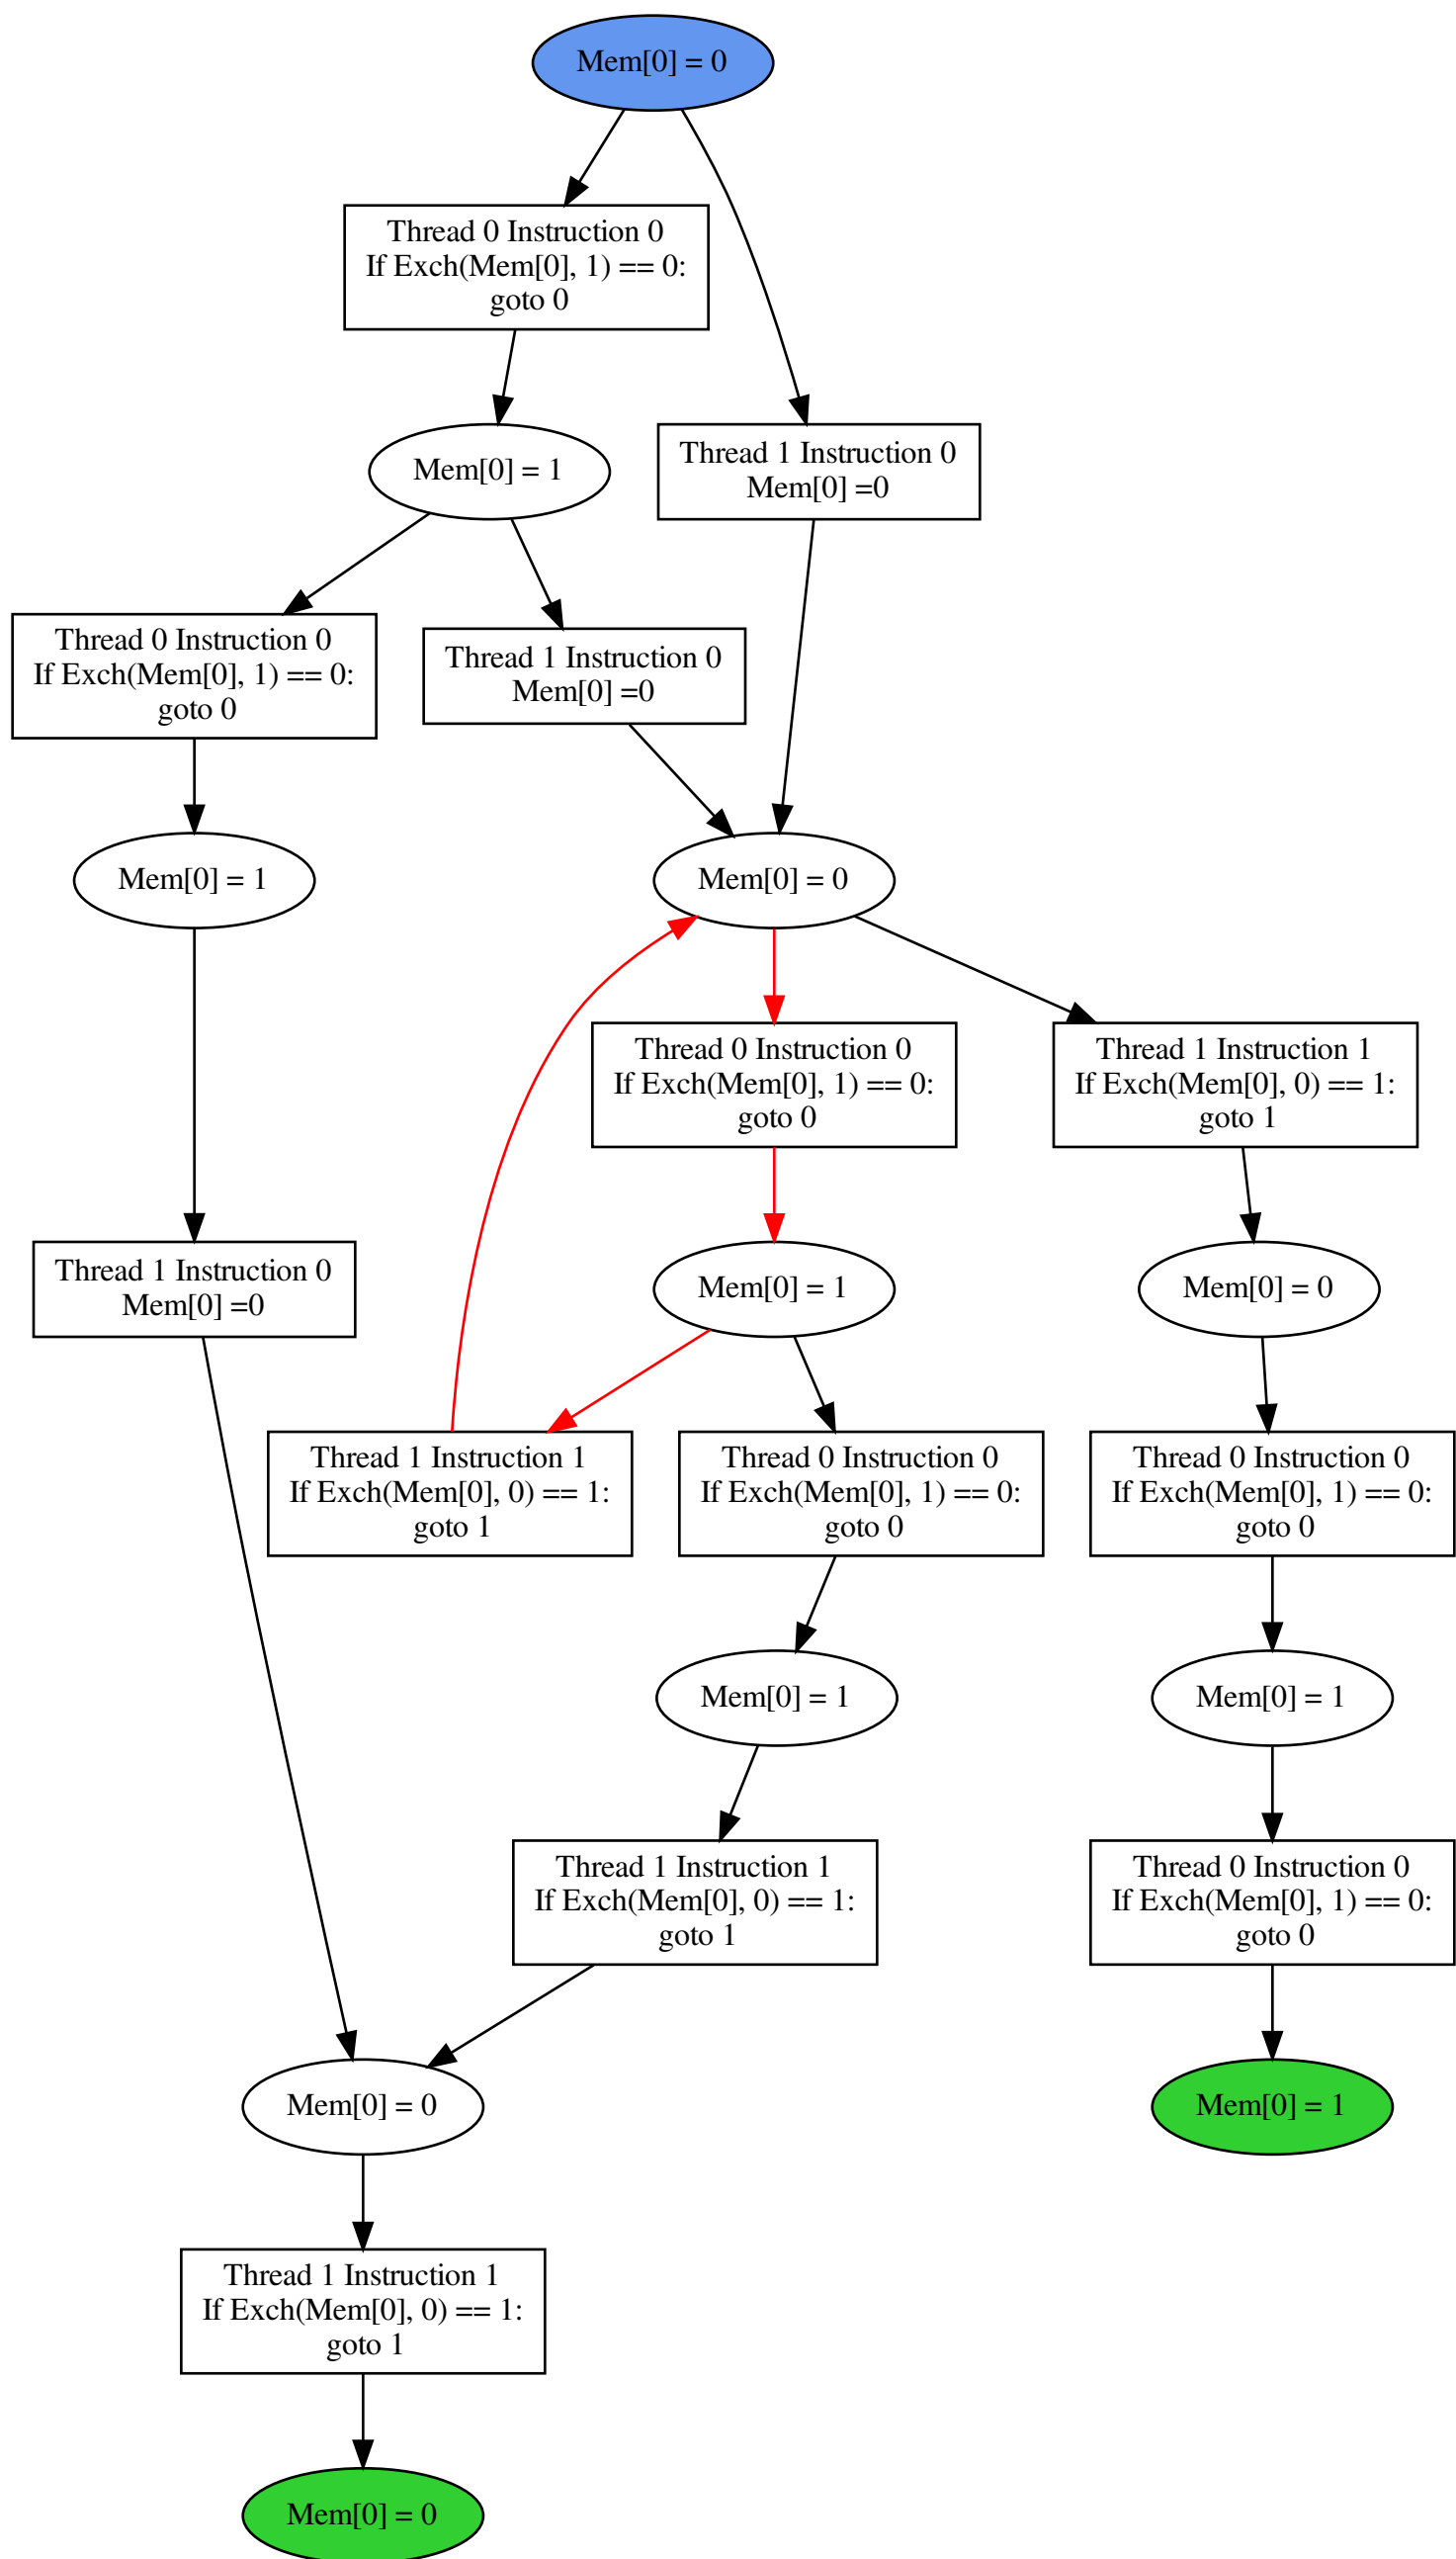 Mem[0] = 0
Thread 0 Instruction 0
If Exch(Mem[0], 1) == 0:
goto 0
Mem[0] = 1
Thread 1 Instruction 0
Mem[0] =0
Thread 0 Instruction 0
If Exch(Mem[0], 1) == 0:
goto 0
Thread 1 Instruction 0
Mem[0] =0
Mem[0] = 1
Mem[0] = 0
Thread 0 Instruction 0
If Exch(Mem[0], 1) == 0:
goto 0
Thread 1 Instruction 1
If Exch(Mem[0], 0) == 1:
goto 1
Thread 1 Instruction 0
Mem[0] =0
Mem[0] = 1
Mem[0] = 0
Thread 1 Instruction 1
If Exch(Mem[0], 0) == 1:
goto 1
Thread 0 Instruction 0
If Exch(Mem[0], 1) == 0:
goto 0
Thread 0 Instruction 0
If Exch(Mem[0], 1) == 0:
goto 0
Mem[0] = 1
Mem[0] = 1
Thread 1 Instruction 1
If Exch(Mem[0], 0) == 1:
goto 1
Thread 0 Instruction 0
If Exch(Mem[0], 1) == 0:
goto 0
Mem[0] = 0
Mem[0] = 1
Thread 1 Instruction 1
If Exch(Mem[0], 0) == 1:
goto 1
Mem[0] = 0